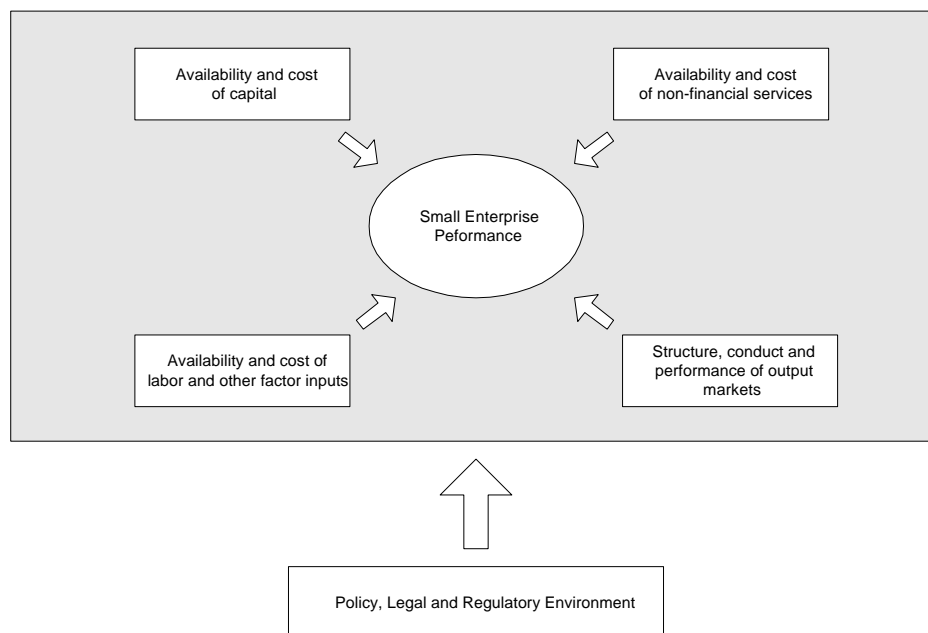 Availability and cost
of capital
Availability and cost
of non-financial services
Small Enterprise
Peformance
Availability and cost of
labor and other factor inputs
Structure, conduct and
performance of output
markets
Policy, Legal and Regulatory Environment